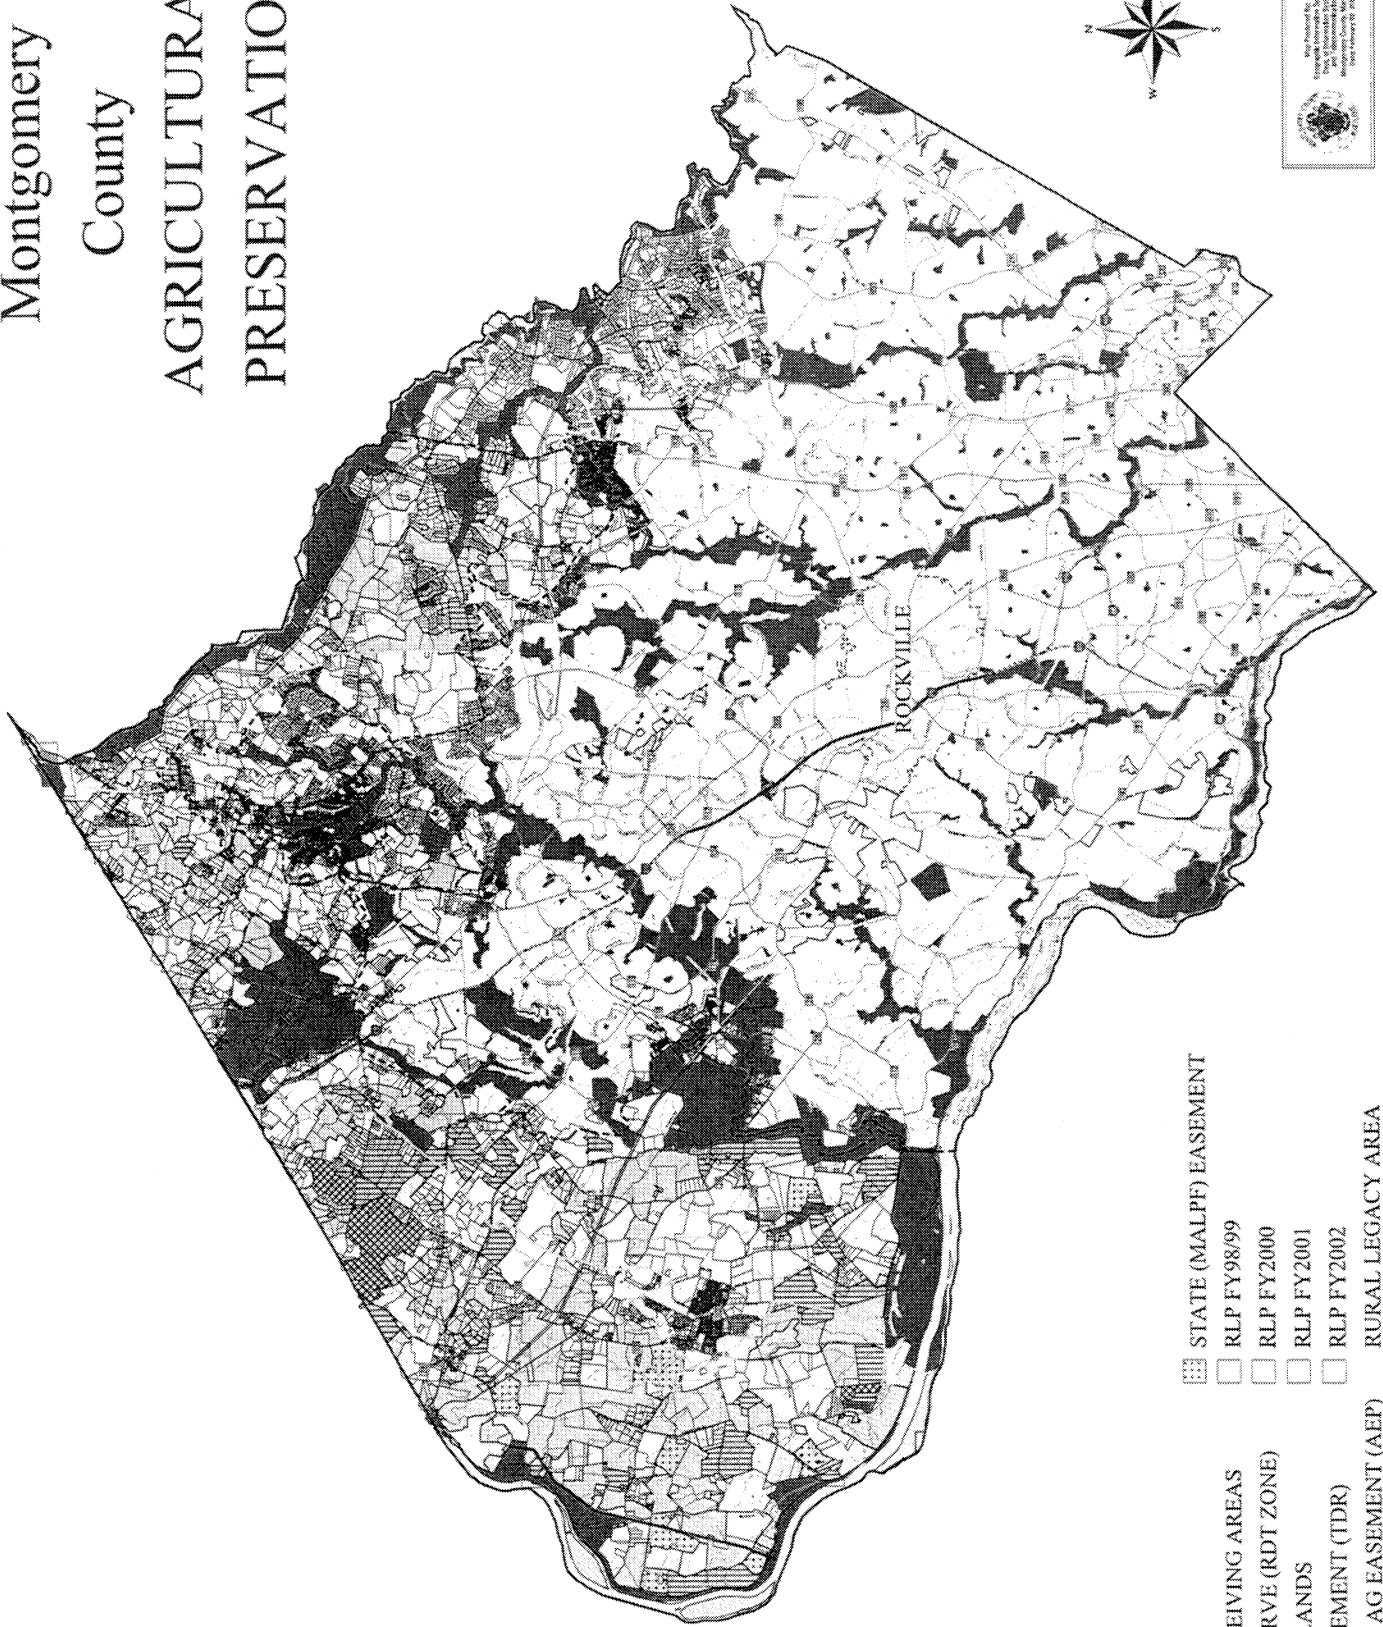 Montgomery
County
AGRICULTURA
PRESERVATIO
N
S
W
ROCKVILLE
EIVING AREAS
RVE (RDT ZONE)
ANDS
EMENT (TDR)
AG EASEMENT (AEP)
STATE (MALPF) EASEMENT
RLP FY98/99
RLP FY2000
RLP FY2001
RLP FY2002
RURAL LEGACY AREA